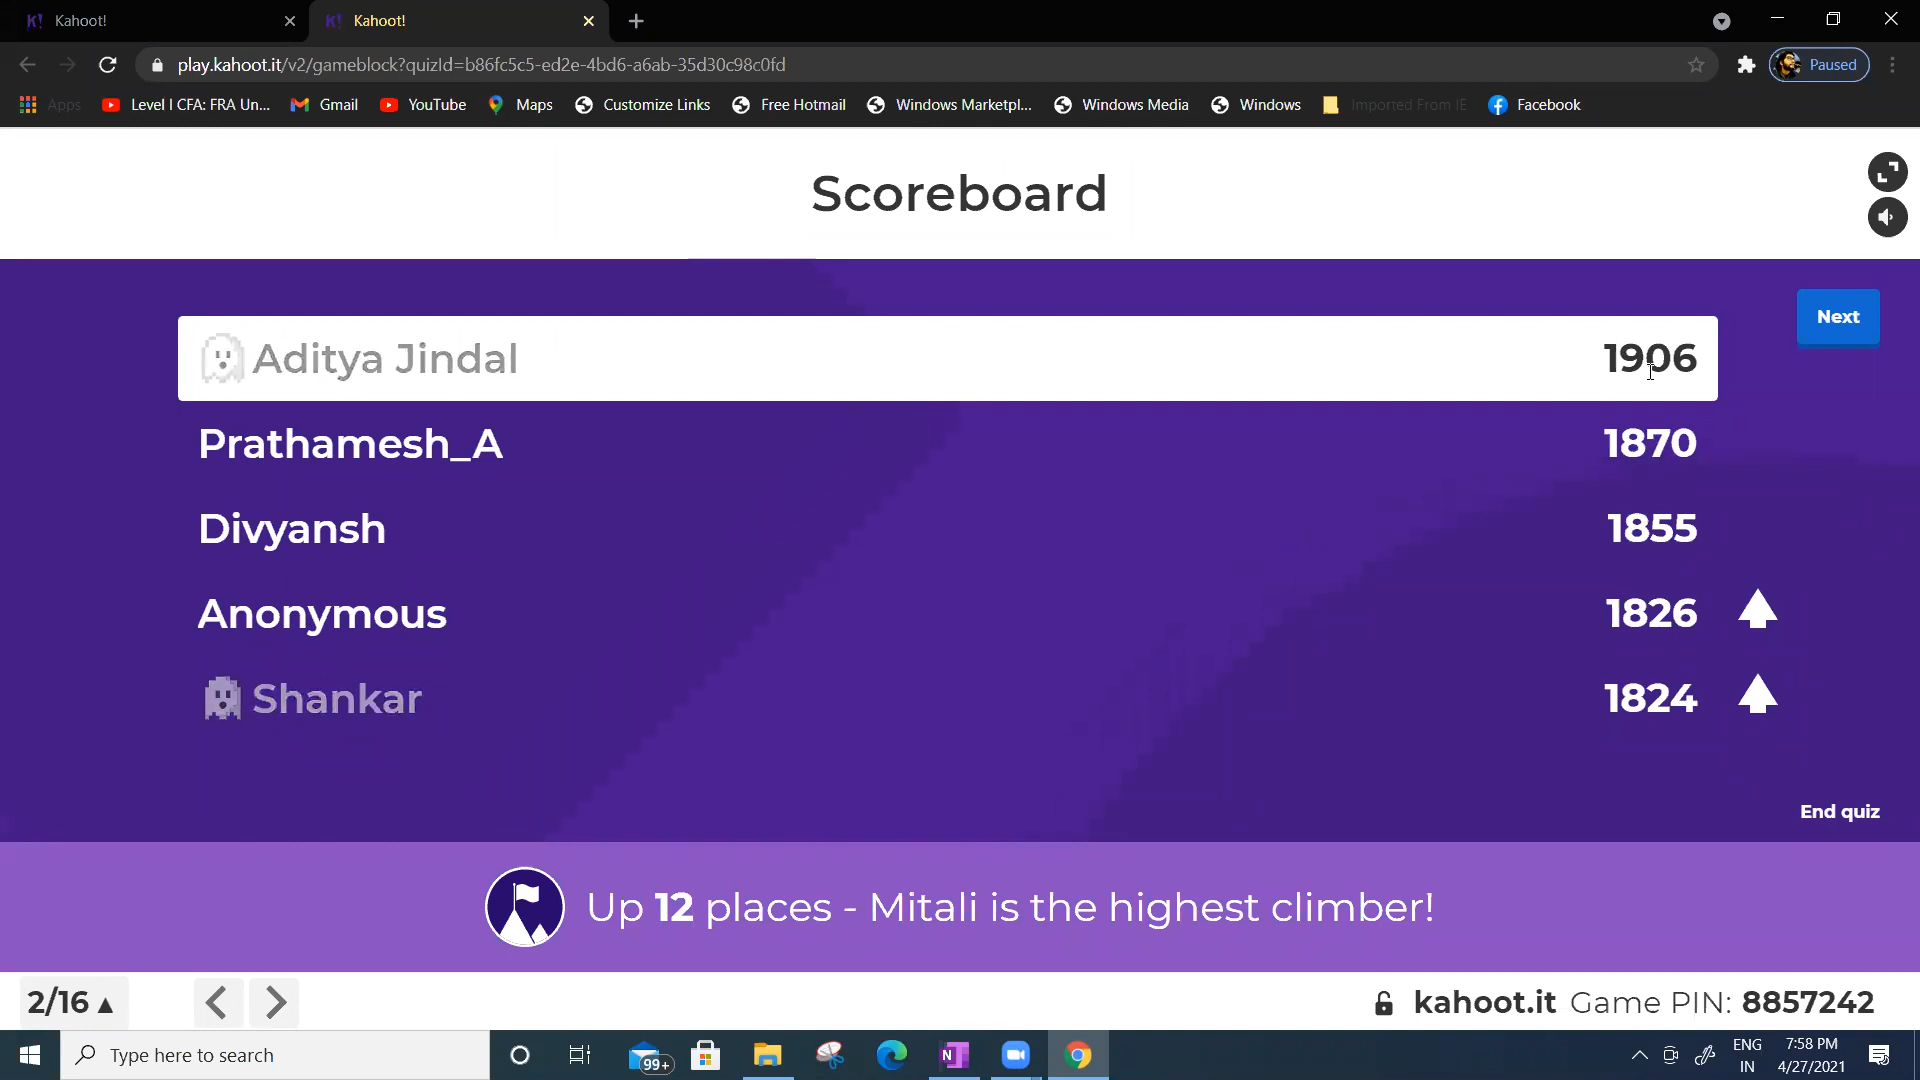 Kahoot!
Kahoot!
play.kahoot.it/v2/gameblock?quizId=b86fc5c5-ed2e-4bd6-a6ab-35d30c98c0fd
Paused
Apps
Level I CFA: FRA Un...
Gmail
YouTube
Maps
Customize Links
Free Hotmail
Windows Marketpl...
Windows Media
Windows
Imported From IE
Facebook
Scoreboard
Next
Aditya Jindal 1906
Prathamesh_A 1870
Divyansh 1855
Anonymous 1826
Shankar 1824
End quiz
Up 12 places - Mitali is the highest climber!
2/16
kahoot.it Game PIN: 8857242
Type here to search
99+
ENG
IN
7:58 PM
4/27/2021